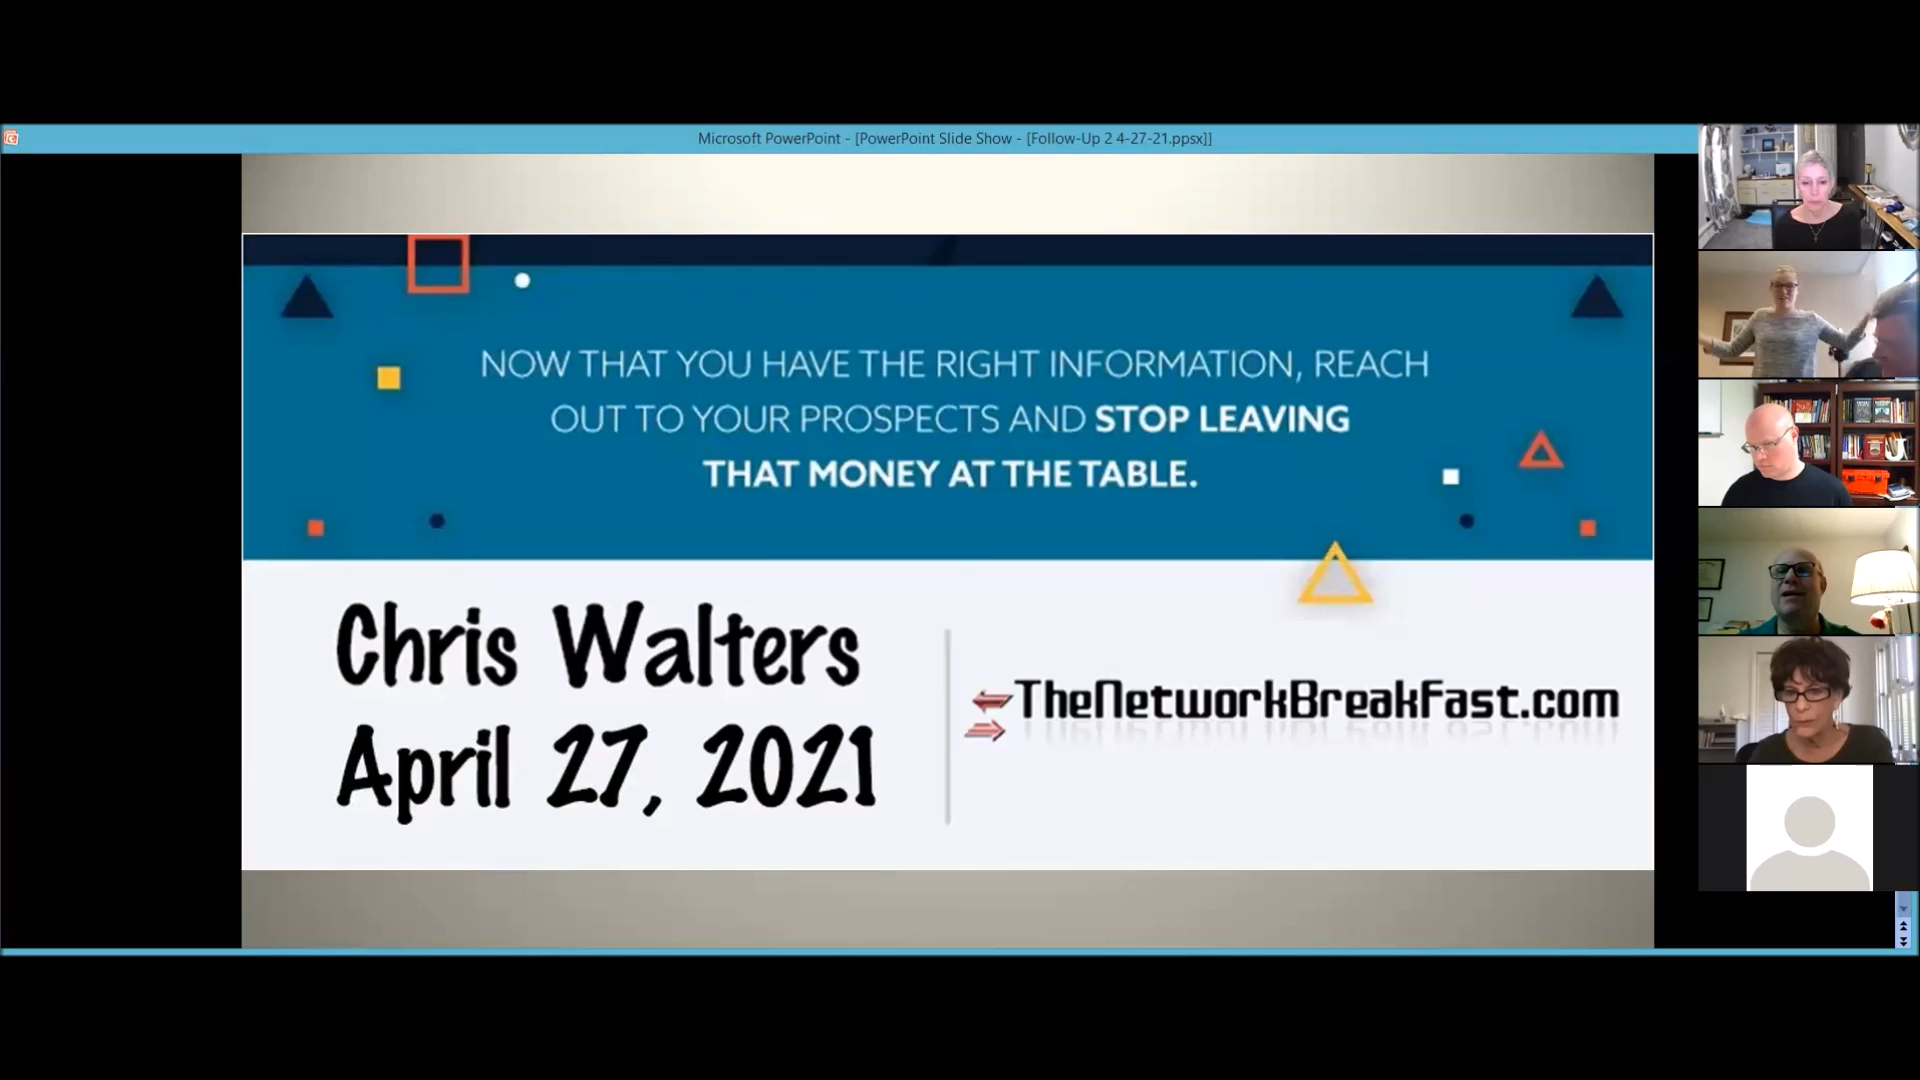 Microsoft PowerPoint - [PowerPoint Slide Show - [Follow-Up 2 4-27-21.ppsx]]
NOW THAT YOU HAVE THE RIGHT INFORMATION, REACH
OUT TO YOUR PROSPECTS AND STOP LEAVING
THAT MONEY AT THE TABLE.
Chris Walters
April 27, 2021
TheNetworkBreakFast.com